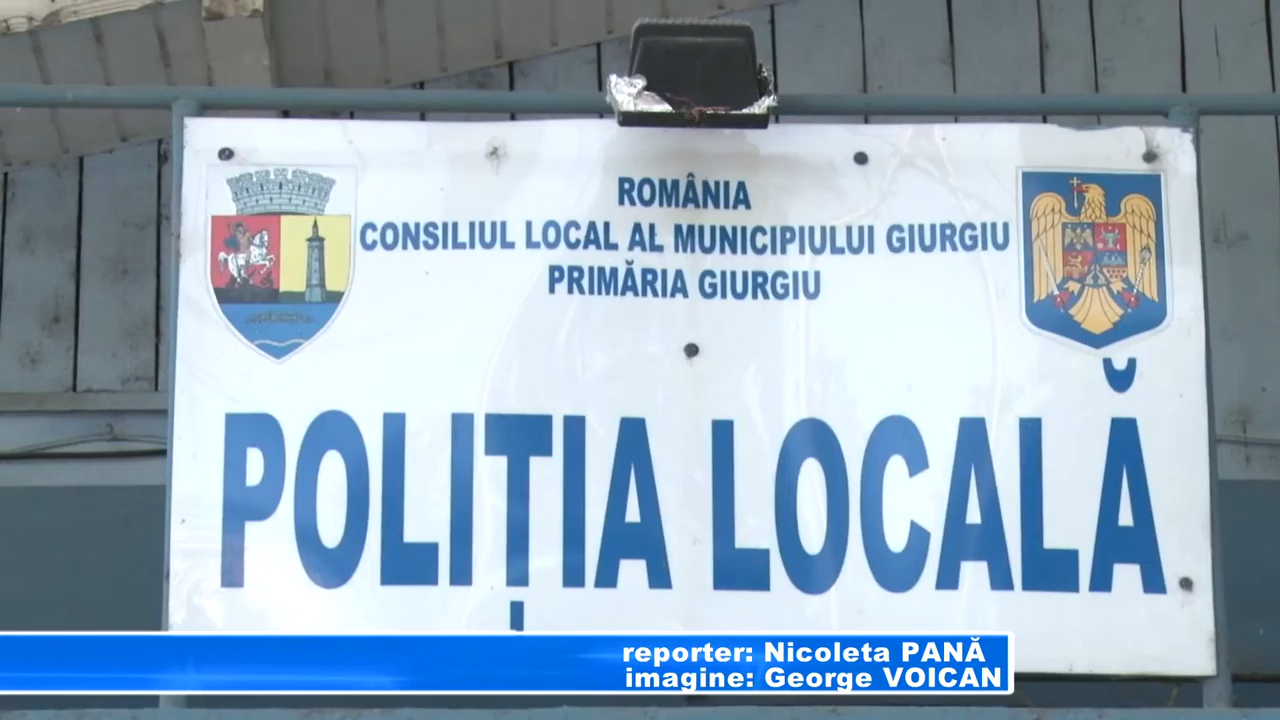 ROMÂNIA
CONSILIUL LOCAL AL MUNICIPIULUI GIURGIU
PRIMĂRIA GIURGIU
POLIȚIA LOCALĂ
reporter: Nicoleta PANĂ
imagine: George VOICAN